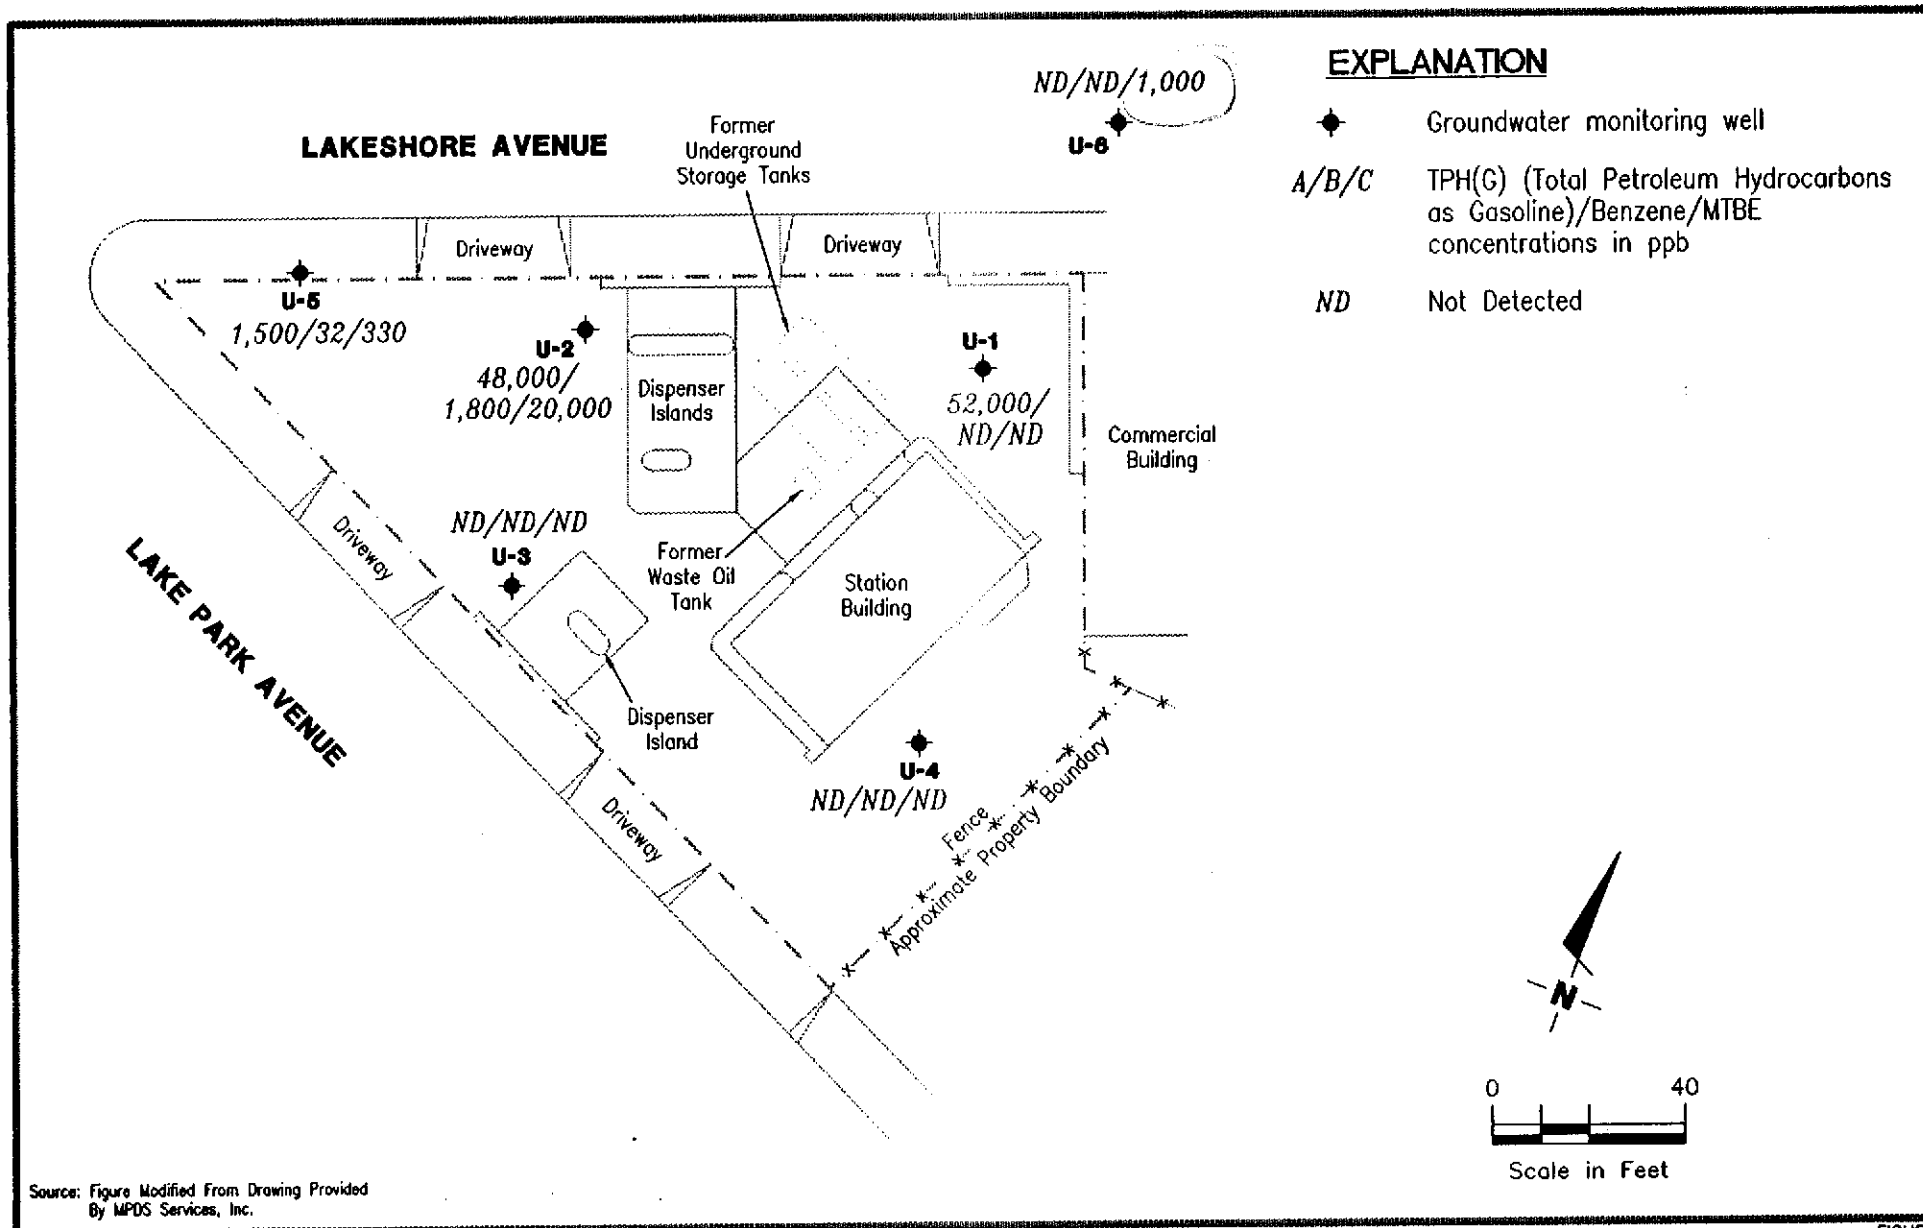 EXPLANATION
Groundwater monitoring well
A/B/C TPH(G) (Total Petroleum Hydrocarbons
as Gasoline)/Benzene/MTBE
concentrations in ppb
ND Not Detected
ND/ND/1,000
U-6
LAKESHORE AVENUE
Former
Underground
Storage Tanks
Driveway
Driveway
U-5
1,500/32/330
U-2
48,000/
1,800/20,000
Dispenser
Islands
U-1
52,000/
ND/ND
Commercial
Building
ND/ND/ND
U-3
Driveway
Former
Waste Oil
Tank
Station
Building
LAKE PARK AVENUE
Dispenser
Island
U-4
ND/ND/ND
Driveway
Fence
Approximate Property Boundary
N
0 40
Scale in Feet
Source: Figure Modified From Drawing Provided
By MPDS Services, Inc.